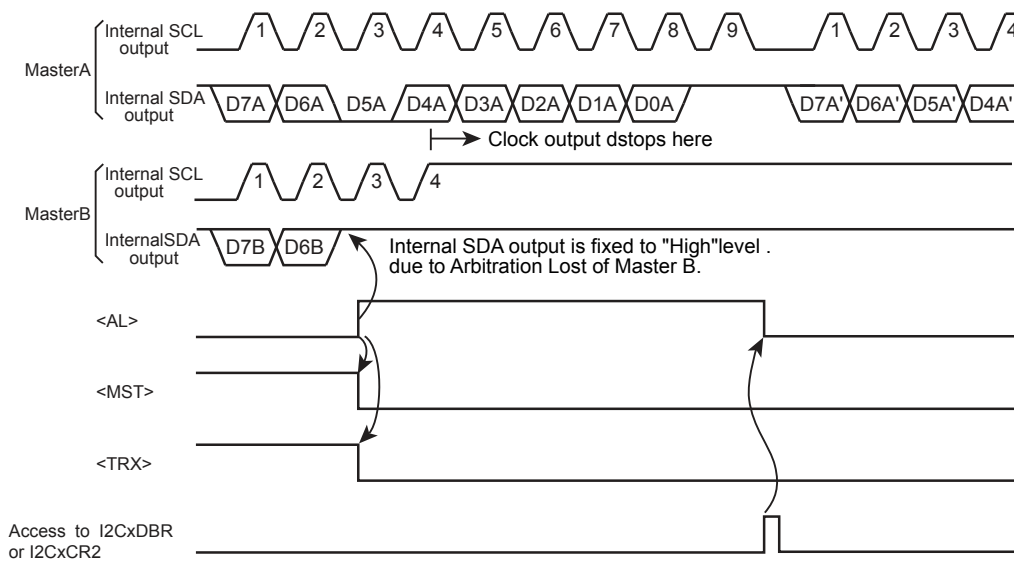 Internal SCL
output
1 2 3 4 5 6 7 8 9 1 2 3 4
MasterA
Internal SDA
output
D7A D6A D5A D4A D3A D2A D1A D0A D7A' D6A' D5A' D4A'
Clock output dstops here
Internal SCL
output
1 2 3 4
MasterB
InternalSDA
output
D7B D6B
Internal SDA output is fixed to "High"level .
due to Arbitration Lost of Master B.
<AL>
<MST>
<TRX>
Access to I2CxDBR
or I2CxCR2